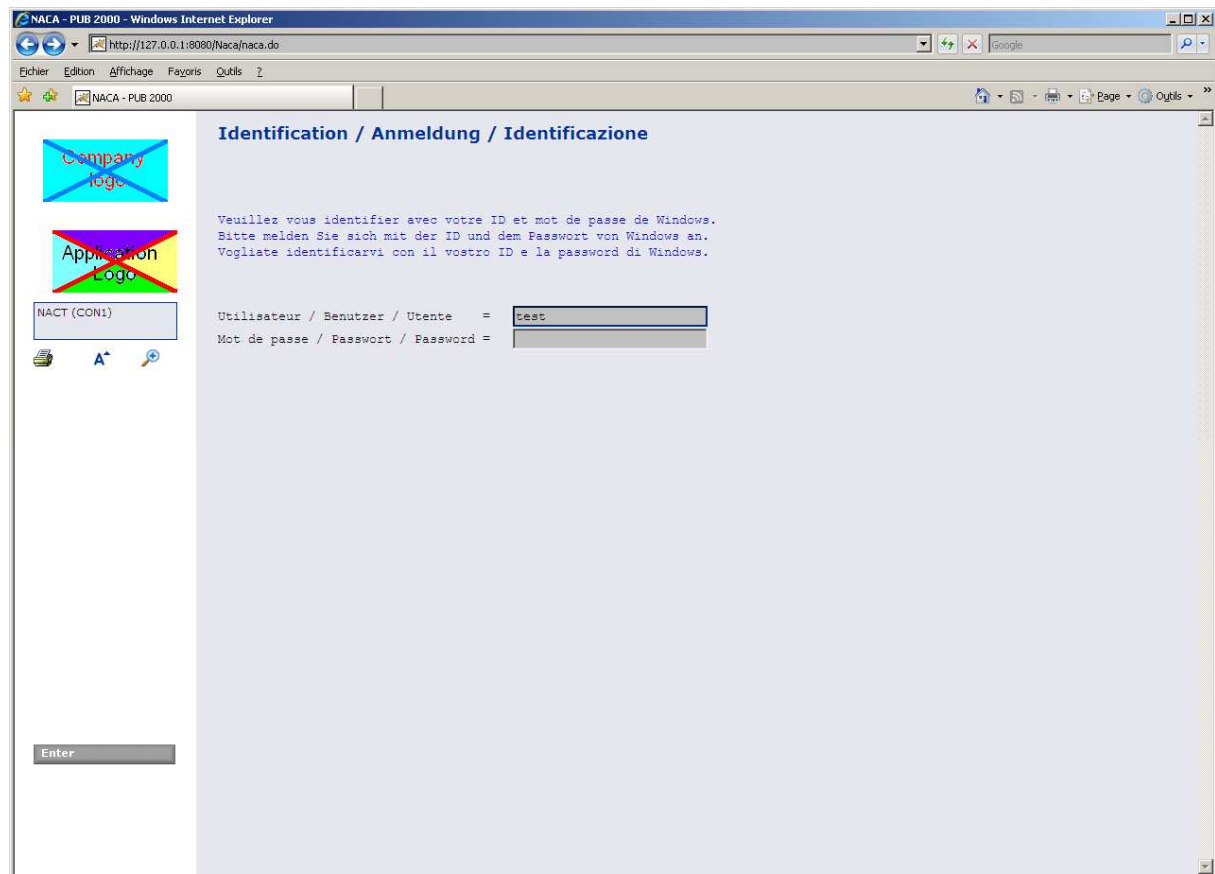 NACA - PUB 2000 - Windows Internet Explorer
http://127.0.0.1:8080/Naca/naca.do
Google
Eichier Edition Affichage Favoris Outils ?
NACA - PUB 2000
Page
Outils
Identification / Anmeldung / Identificazione
Company
logo
Veuillez vous identifier avec votre ID et mot de passe de Windows.
Bitte melden Sie sich mit der ID und dem Passwort von Windows an.
Vogliate identificarvi con il vostro ID e la password di Windows.
Application
Logo
NACT (CON1)
Utilisateur / Benutzer / Utente = test
Mot de passe / Passwort / Password =
A
Enter